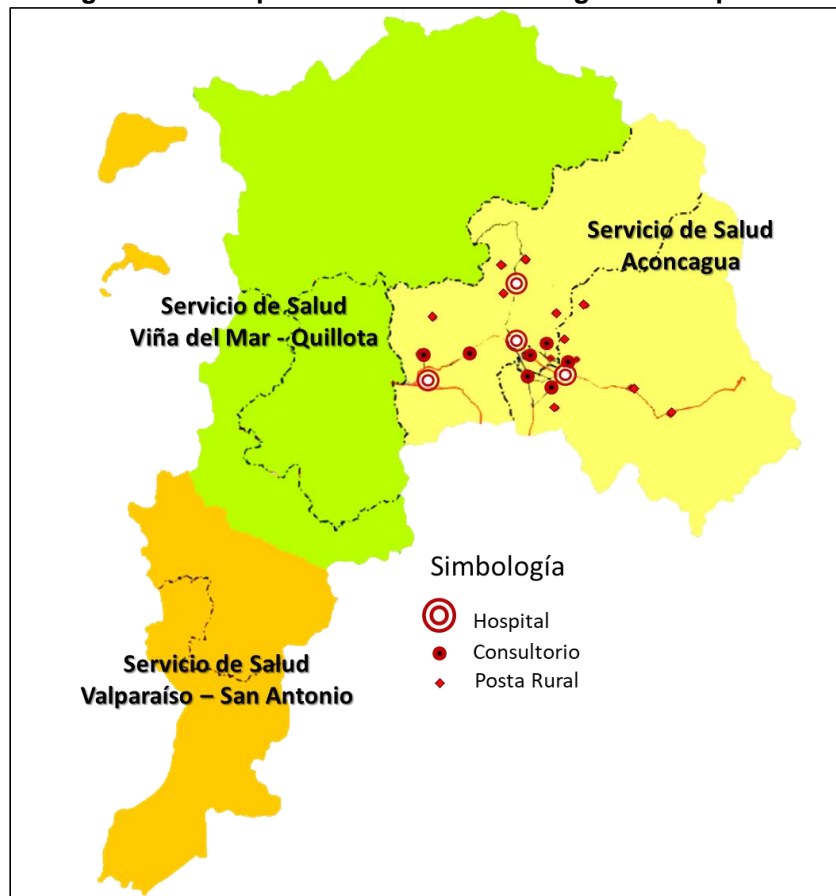 Servicio de Salud
Aconcagua
Servicio de Salud
Viña del Mar - Quillota
Simbología
Hospital
Consultorio
Posta Rural
Servicio de Salud
Valparaíso – San Antonio